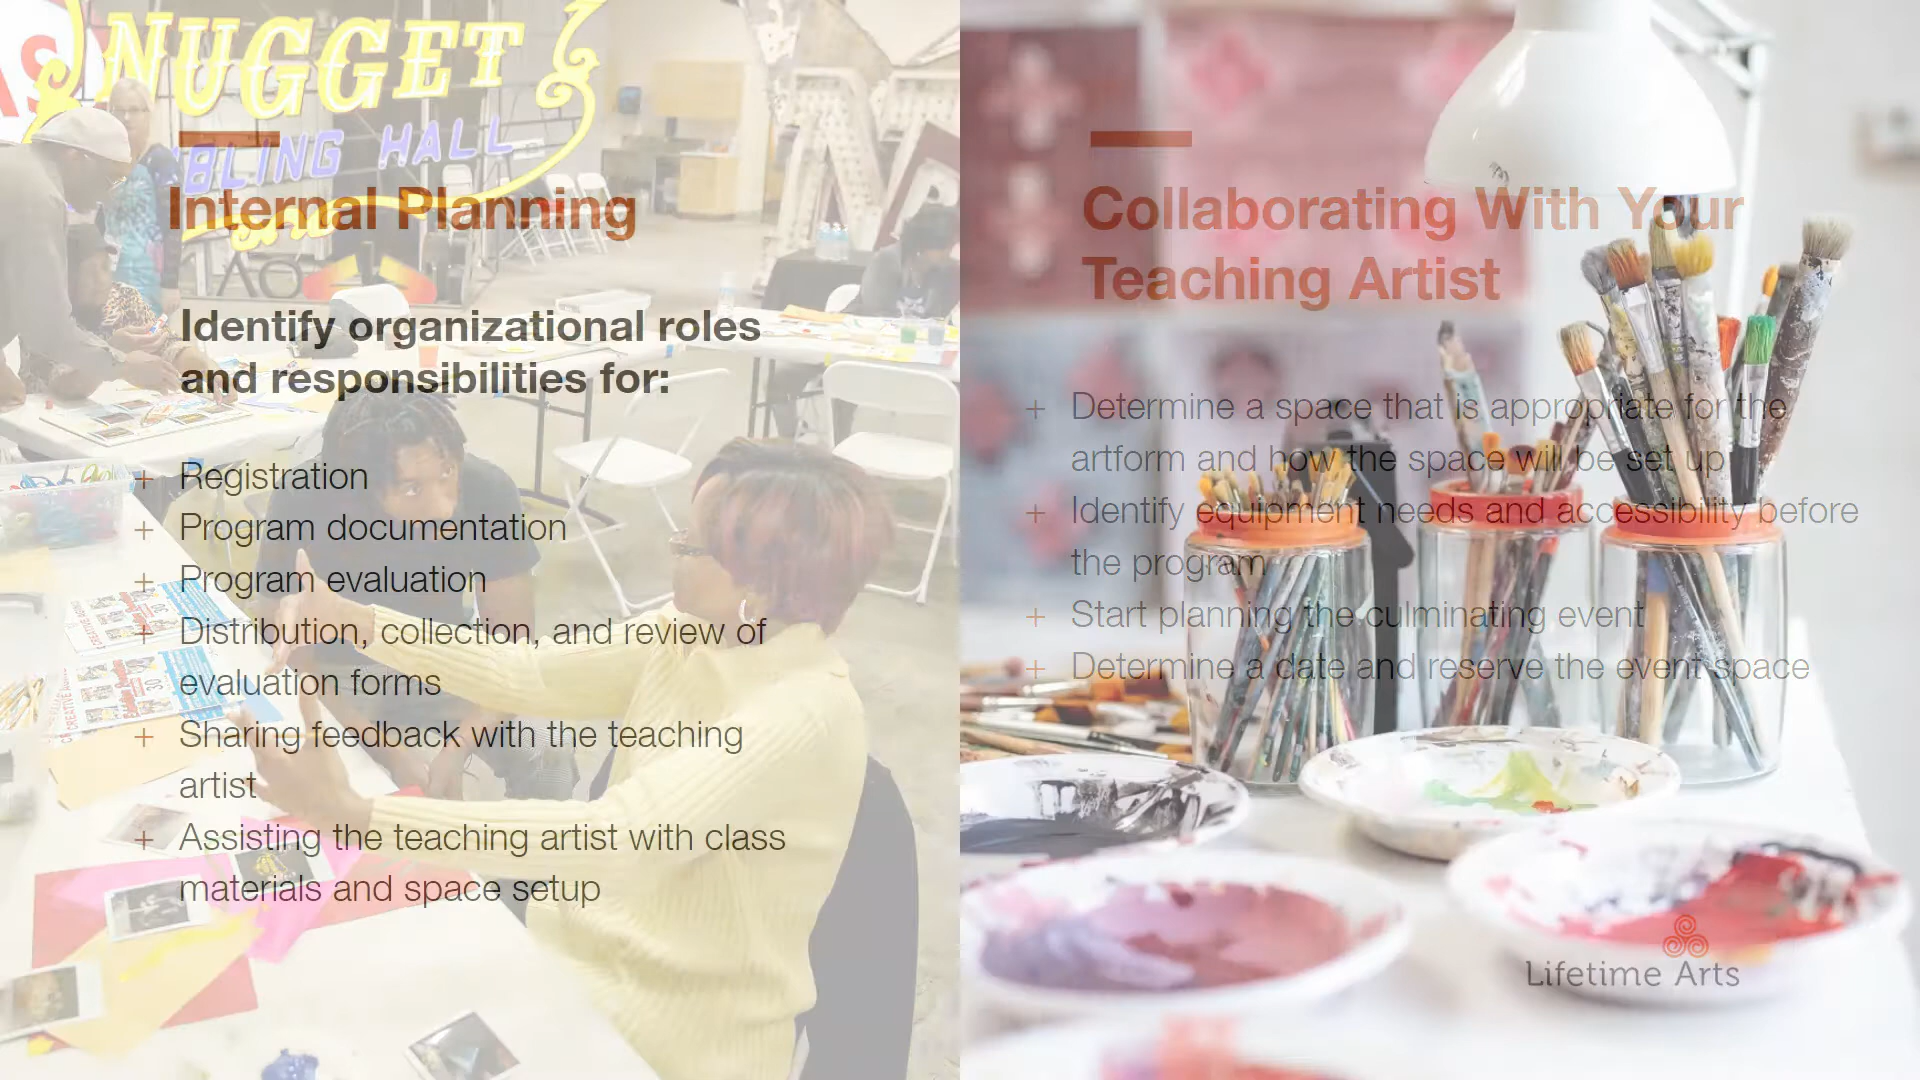 NUGGET
BLING HALL
Internal Planning
Identify organizational roles
and responsibilities for:
+ Registration
+ Program documentation
+ Program evaluation
+ Distribution, collection, and review of
evaluation forms
+ Sharing feedback with the teaching
artist
+ Assisting the teaching artist with class
materials and space setup
Collaborating With Your
Teaching Artist
+ Determine a space that is appropriate for the
artform and how the space will be set up
+ Identify equipment needs and accessibility before
the program
+ Start planning the culminating event
+ Determine a date and reserve the event space
Lifetime Arts